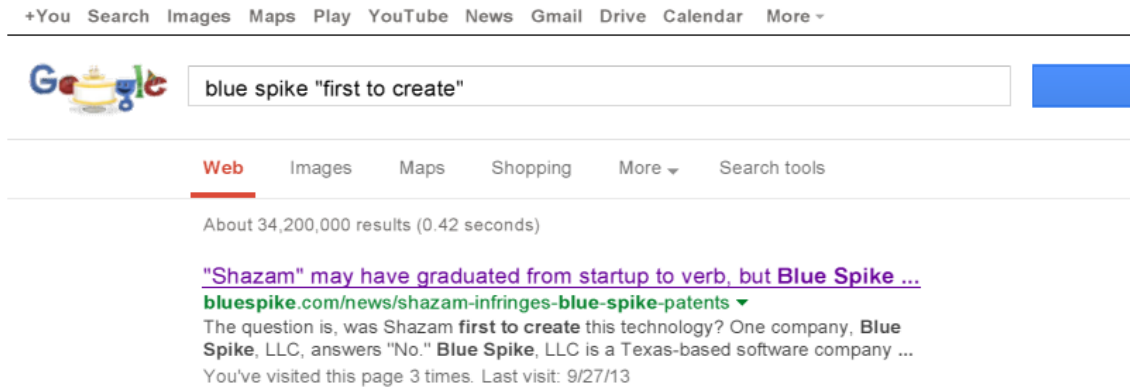 +You Search Images Maps Play YouTube News Gmail Drive Calendar More
Google
blue spike "first to create"
Web Images Maps Shopping More Search tools
About 34,200,000 results (0.42 seconds)
"Shazam" may have graduated from startup to verb, but Blue Spike ...
bluespike.com/news/shazam-infringes-blue-spike-patents
The question is, was Shazam first to create this technology? One company, Blue
Spike, LLC, answers "No." Blue Spike, LLC is a Texas-based software company ...
You've visited this page 3 times. Last visit: 9/27/13